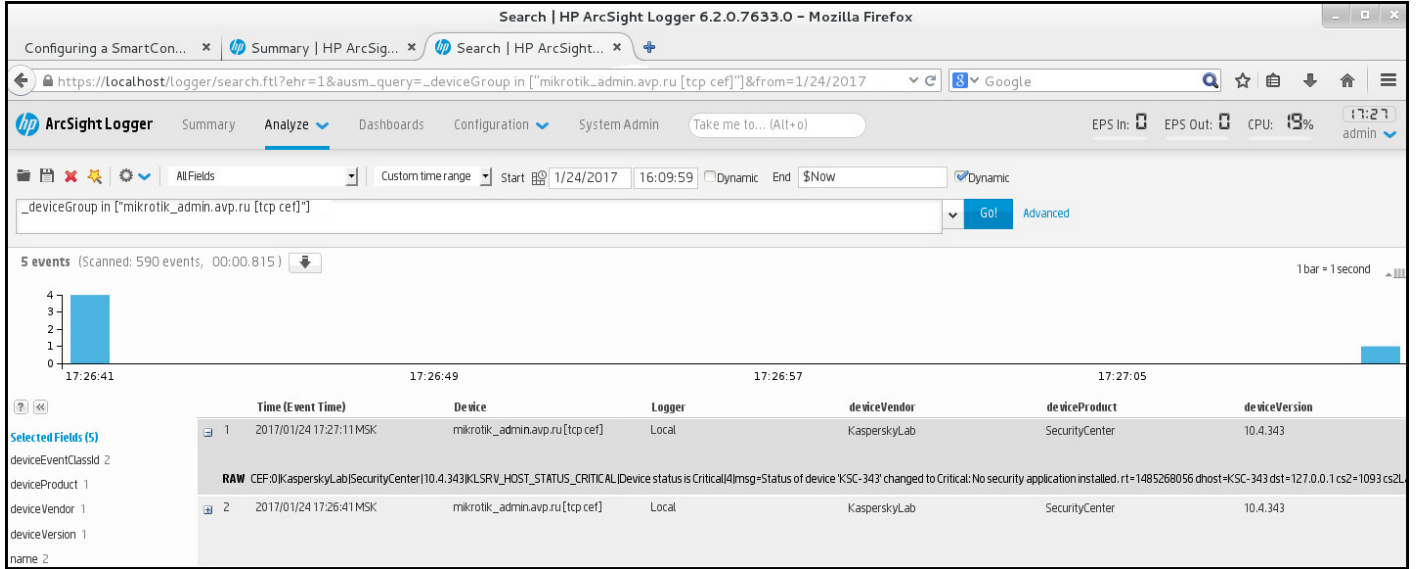 Search | HP ArcSight Logger 6.2.0.7633.0 - Mozilla Firefox
Configuring a SmartCon... × hp Summary | HP ArcSig... × hp Search | HP ArcSight... ×
https://localhost/logger/search.ftl?ehr=1&ausm_query=_deviceGroup in ["mikrotik_admin.avp.ru [tcp cef]"]&from=1/24/2017 Google
hp ArcSight Logger Summary Analyze Dashboards Configuration System Admin Take me to... (Alt+o) EPS In: 0 EPS Out: 0 CPU: 19% 17:27
admin
All Fields Custom time range Start 1/24/2017 16:09:59 Dynamic End $Now Dynamic
_deviceGroup in ["mikrotik_admin.avp.ru [tcp cef]"]
Go! Advanced
5 events (Scanned: 590 events, 00:00.815)
1 bar = 1 second
4
3
2
1
0
17:26:41 17:26:49 17:26:57 17:27:05
? « Time (Event Time) Device Logger deviceVendor deviceProduct deviceVersion
Selected Fields (5) 1 2017/01/24 17:27:11 MSK mikrotik_admin.avp.ru [tcp cef] Local KasperskyLab SecurityCenter 10.4.343
deviceEventClassId 2
deviceProduct 1 RAW CEF:0|KasperskyLab|SecurityCenter|10.4.343|KLSRV_HOST_STATUS_CRITICAL|Device status is Critical|4|msg=Status of device 'KSC-343' changed to Critical: No security application installed. rt=1485268056 dhost=KSC-343 dst=127.0.0.1 cs2=1093 cs2L
deviceVendor 1 2 2017/01/24 17:26:41 MSK mikrotik_admin.avp.ru [tcp cef] Local KasperskyLab SecurityCenter 10.4.343
deviceVersion 1
name 2